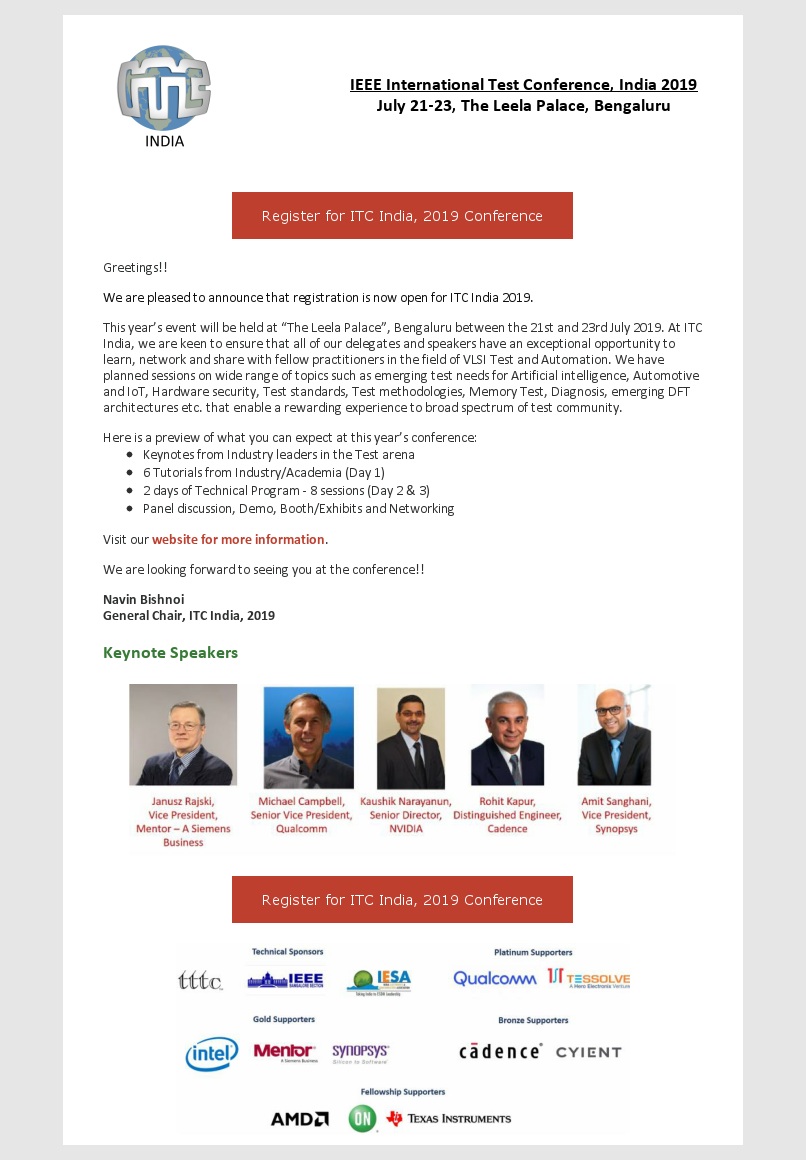 ITC
INDIA
IEEE International Test Conference, India 2019
July 21-23, The Leela Palace, Bengaluru
Register for ITC India, 2019 Conference
Greetings!!
We are pleased to announce that registration is now open for ITC India 2019.
This year’s event will be held at “The Leela Palace”, Bengaluru between the 21st and 23rd July 2019. At ITC
India, we are keen to ensure that all of our delegates and speakers have an exceptional opportunity to
learn, network and share with fellow practitioners in the field of VLSI Test and Automation. We have
planned sessions on wide range of topics such as emerging test needs for Artificial intelligence, Automotive
and IoT, Hardware security, Test standards, Test methodologies, Memory Test, Diagnosis, emerging DFT
architectures etc. that enable a rewarding experience to broad spectrum of test community.
Here is a preview of what you can expect at this year’s conference:
• Keynotes from Industry leaders in the Test arena
• 6 Tutorials from Industry/Academia (Day 1)
• 2 days of Technical Program - 8 sessions (Day 2 & 3)
• Panel discussion, Demo, Booth/Exhibits and Networking
Visit our website for more information.
We are looking forward to seeing you at the conference!!
Navin Bishnoi
General Chair, ITC India, 2019
Keynote Speakers
Janusz Rajski,
Vice President,
Mentor – A Siemens
Business
Michael Campbell,
Senior Vice President,
Qualcomm
Kaushik Narayanun,
Senior Director,
NVIDIA
Rohit Kapur,
Distinguished Engineer,
Cadence
Amit Sanghani,
Vice President,
Synopsys
Register for ITC India, 2019 Conference
Technical Sponsors
Platinum Supporters
tttc
IEEE
BANGALORE SECTION
IESA
Taking India to ESDM Leadership
Qualcomm
TESSOLVE
A Hero Electronix Venture
Gold Supporters
Bronze Supporters
intel
Mentor
A Siemens Business
SYNOPSYS
Silicon to Software
cādence
CYIENT
Fellowship Supporters
AMD
ON
TEXAS INSTRUMENTS